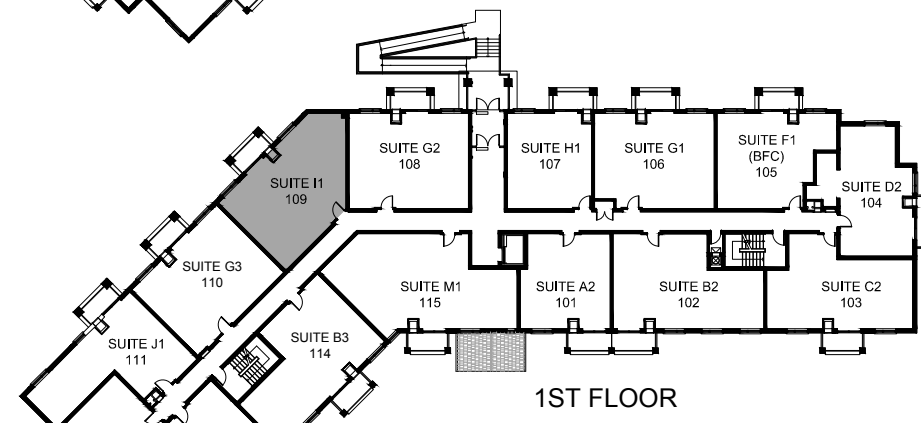 SUITE G2
108
SUITE H1
107
SUITE G1
106
SUITE F1
(BFC)
105
SUITE D2
104
SUITE I1
109
SUITE G3
110
SUITE J1
111
SUITE B3
114
SUITE M1
115
SUITE A2
101
SUITE B2
102
SUITE C2
103
1ST FLOOR